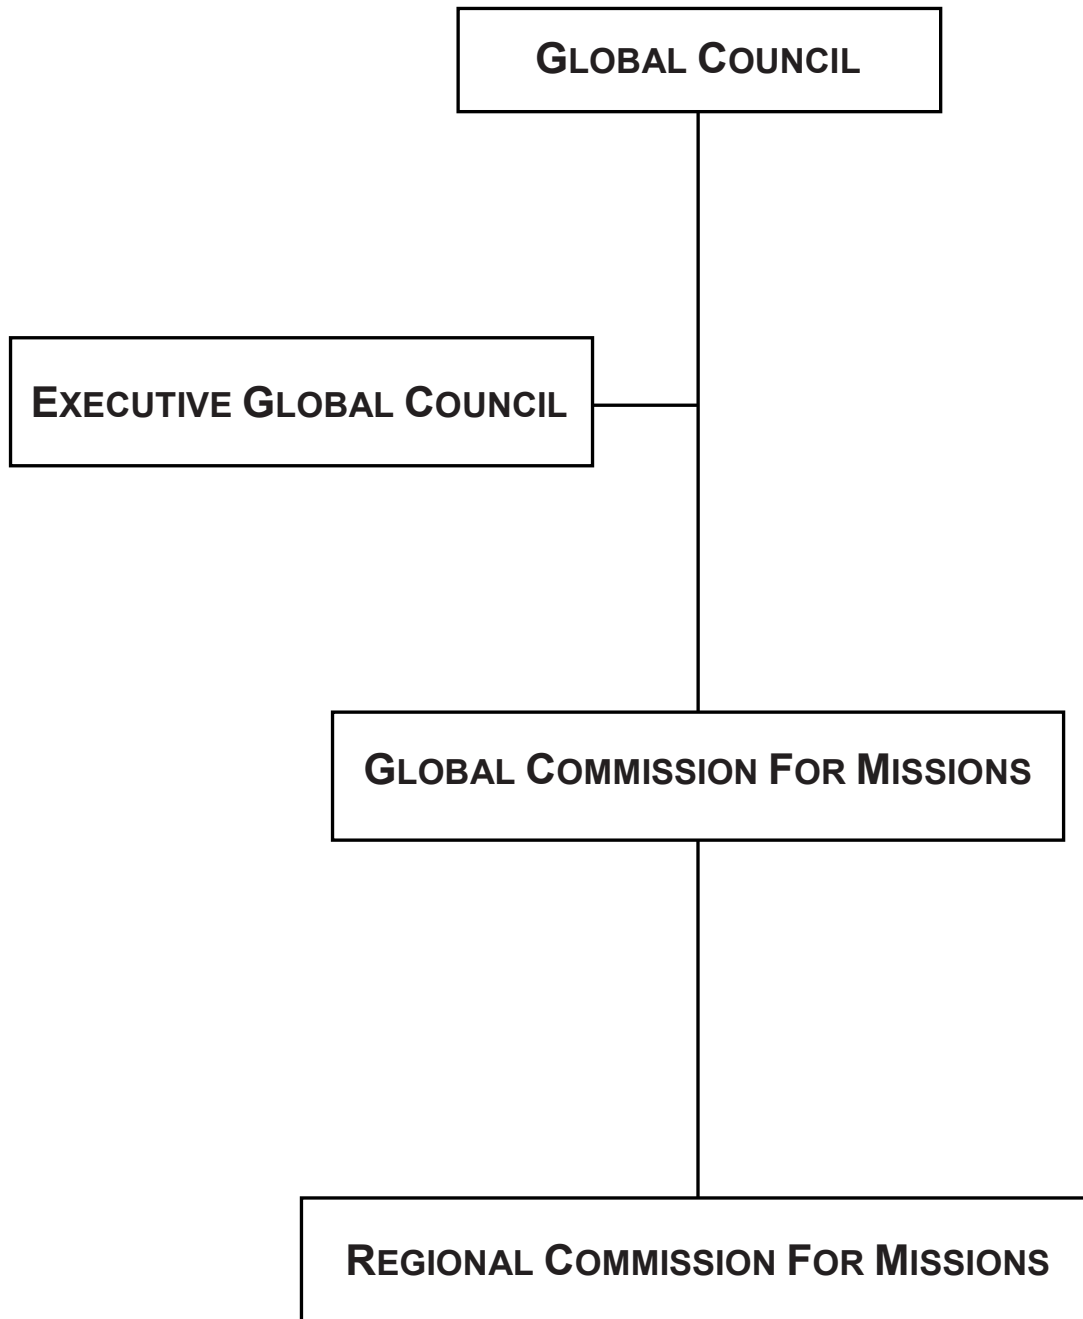 GLOBAL COUNCIL
EXECUTIVE GLOBAL COUNCIL
GLOBAL COMMISSION FOR MISSIONS
REGIONAL COMMISSION FOR MISSIONS